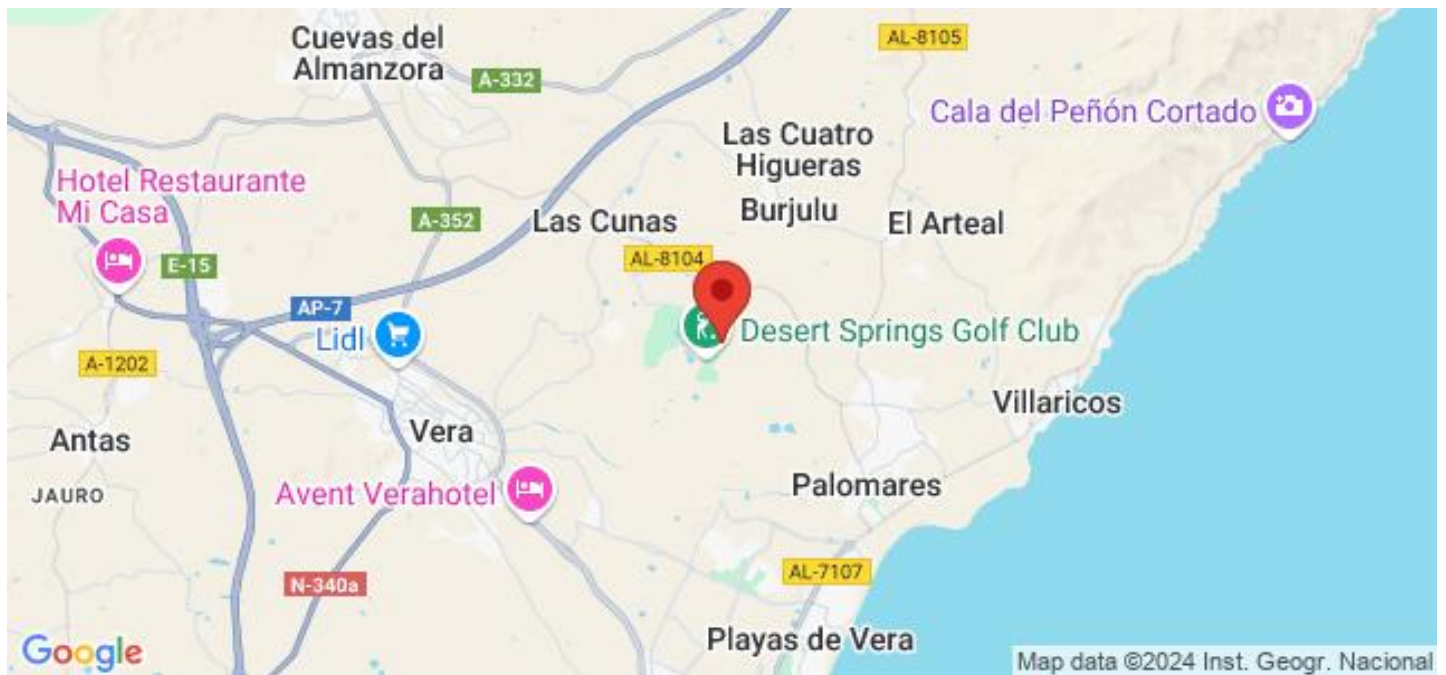 Cuevas del
Almanzora
AL-8105
A-332
Cala del Peñón Cortado
Las Cuatro
Higueras
Hotel Restaurante
Mi Casa
A-352
Las Cunas
Burjulu
El Arteal
E-15
AL-8104
AP-7
Lidl
Desert Springs Golf Club
A-1202
Villaricos
Antas
Vera
JAURO
Avent Verahotel
Palomares
N-340a
AL-7107
Playas de Vera
Google
Map data ©2024 Inst. Geogr. Nacional